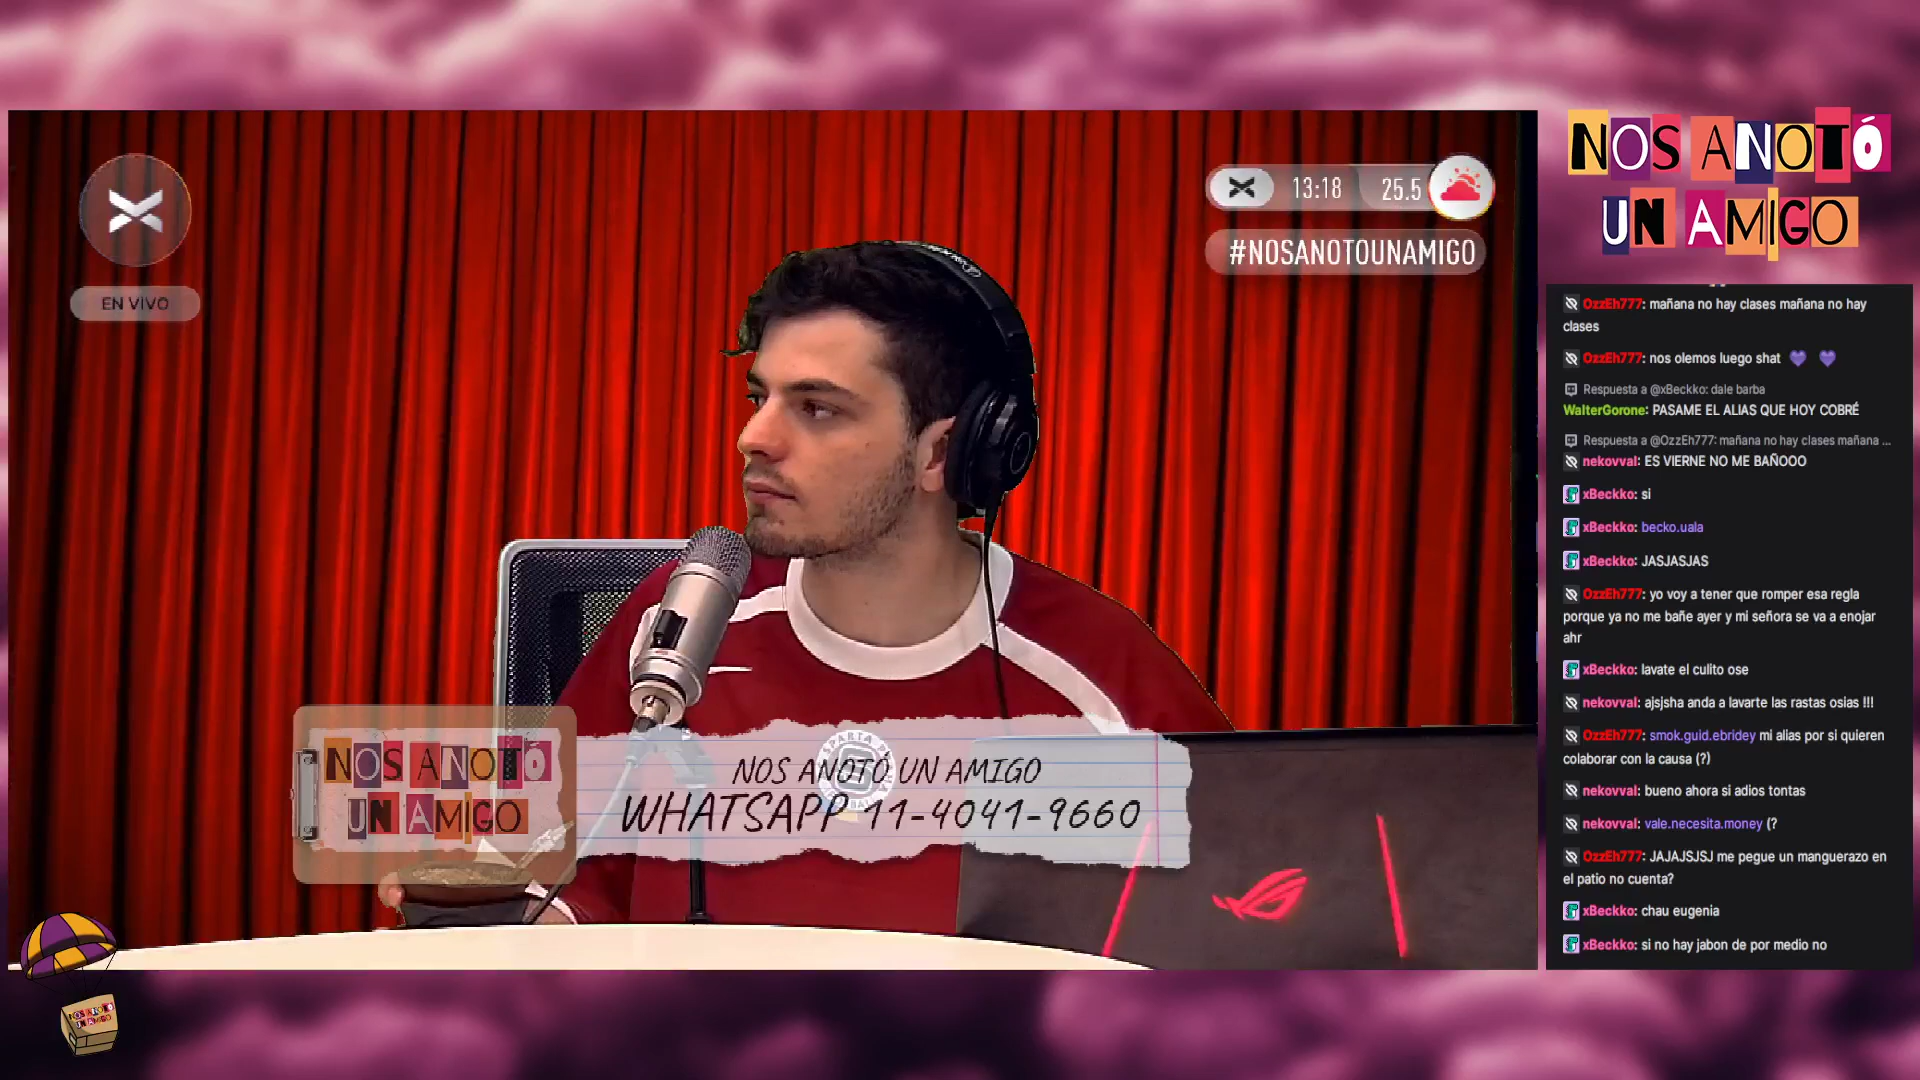 EN VIVO
13:18
25.5
#NOSANOTOUNAMIGO
NOS ANOTÓ
UN AMIGO
NOS ANOTÓ
UN AMIGO
NOS ANOTÓ UN AMIGO
WHATSAPP 11-4041-9660
SPARTA
NOS ANOTÓ
UN AMIGO
OzzEh777: mañana no hay clases mañana no hay
clases
OzzEh777: nos olemos luego shat 💜 💜
Respuesta a @xBeckko: dale barba
WalterGorone: PASAME EL ALIAS QUE HOY COBRÉ
Respuesta a @OzzEh777: mañana no hay clases mañana ...
nekovval: ES VIERNE NO ME BAÑOOO
xBeckko: si
xBeckko: becko.uala
xBeckko: JASJASJAS
OzzEh777: yo voy a tener que romper esa regla
porque ya no me bañe ayer y mi señora se va a enojar
ahr
xBeckko: lavate el culito ose
nekovval: ajsjsha anda a lavarte las rastas osias !!!
OzzEh777: smok.guid.ebridey mi alias por si quieren
colaborar con la causa (?)
nekovval: bueno ahora si adios tontas
nekovval: vale.necesita.money (?
OzzEh777: JAJAJSJSJ me pegue un manguerazo en
el patio no cuenta?
xBeckko: chau eugenia
xBeckko: si no hay jabon de por medio no